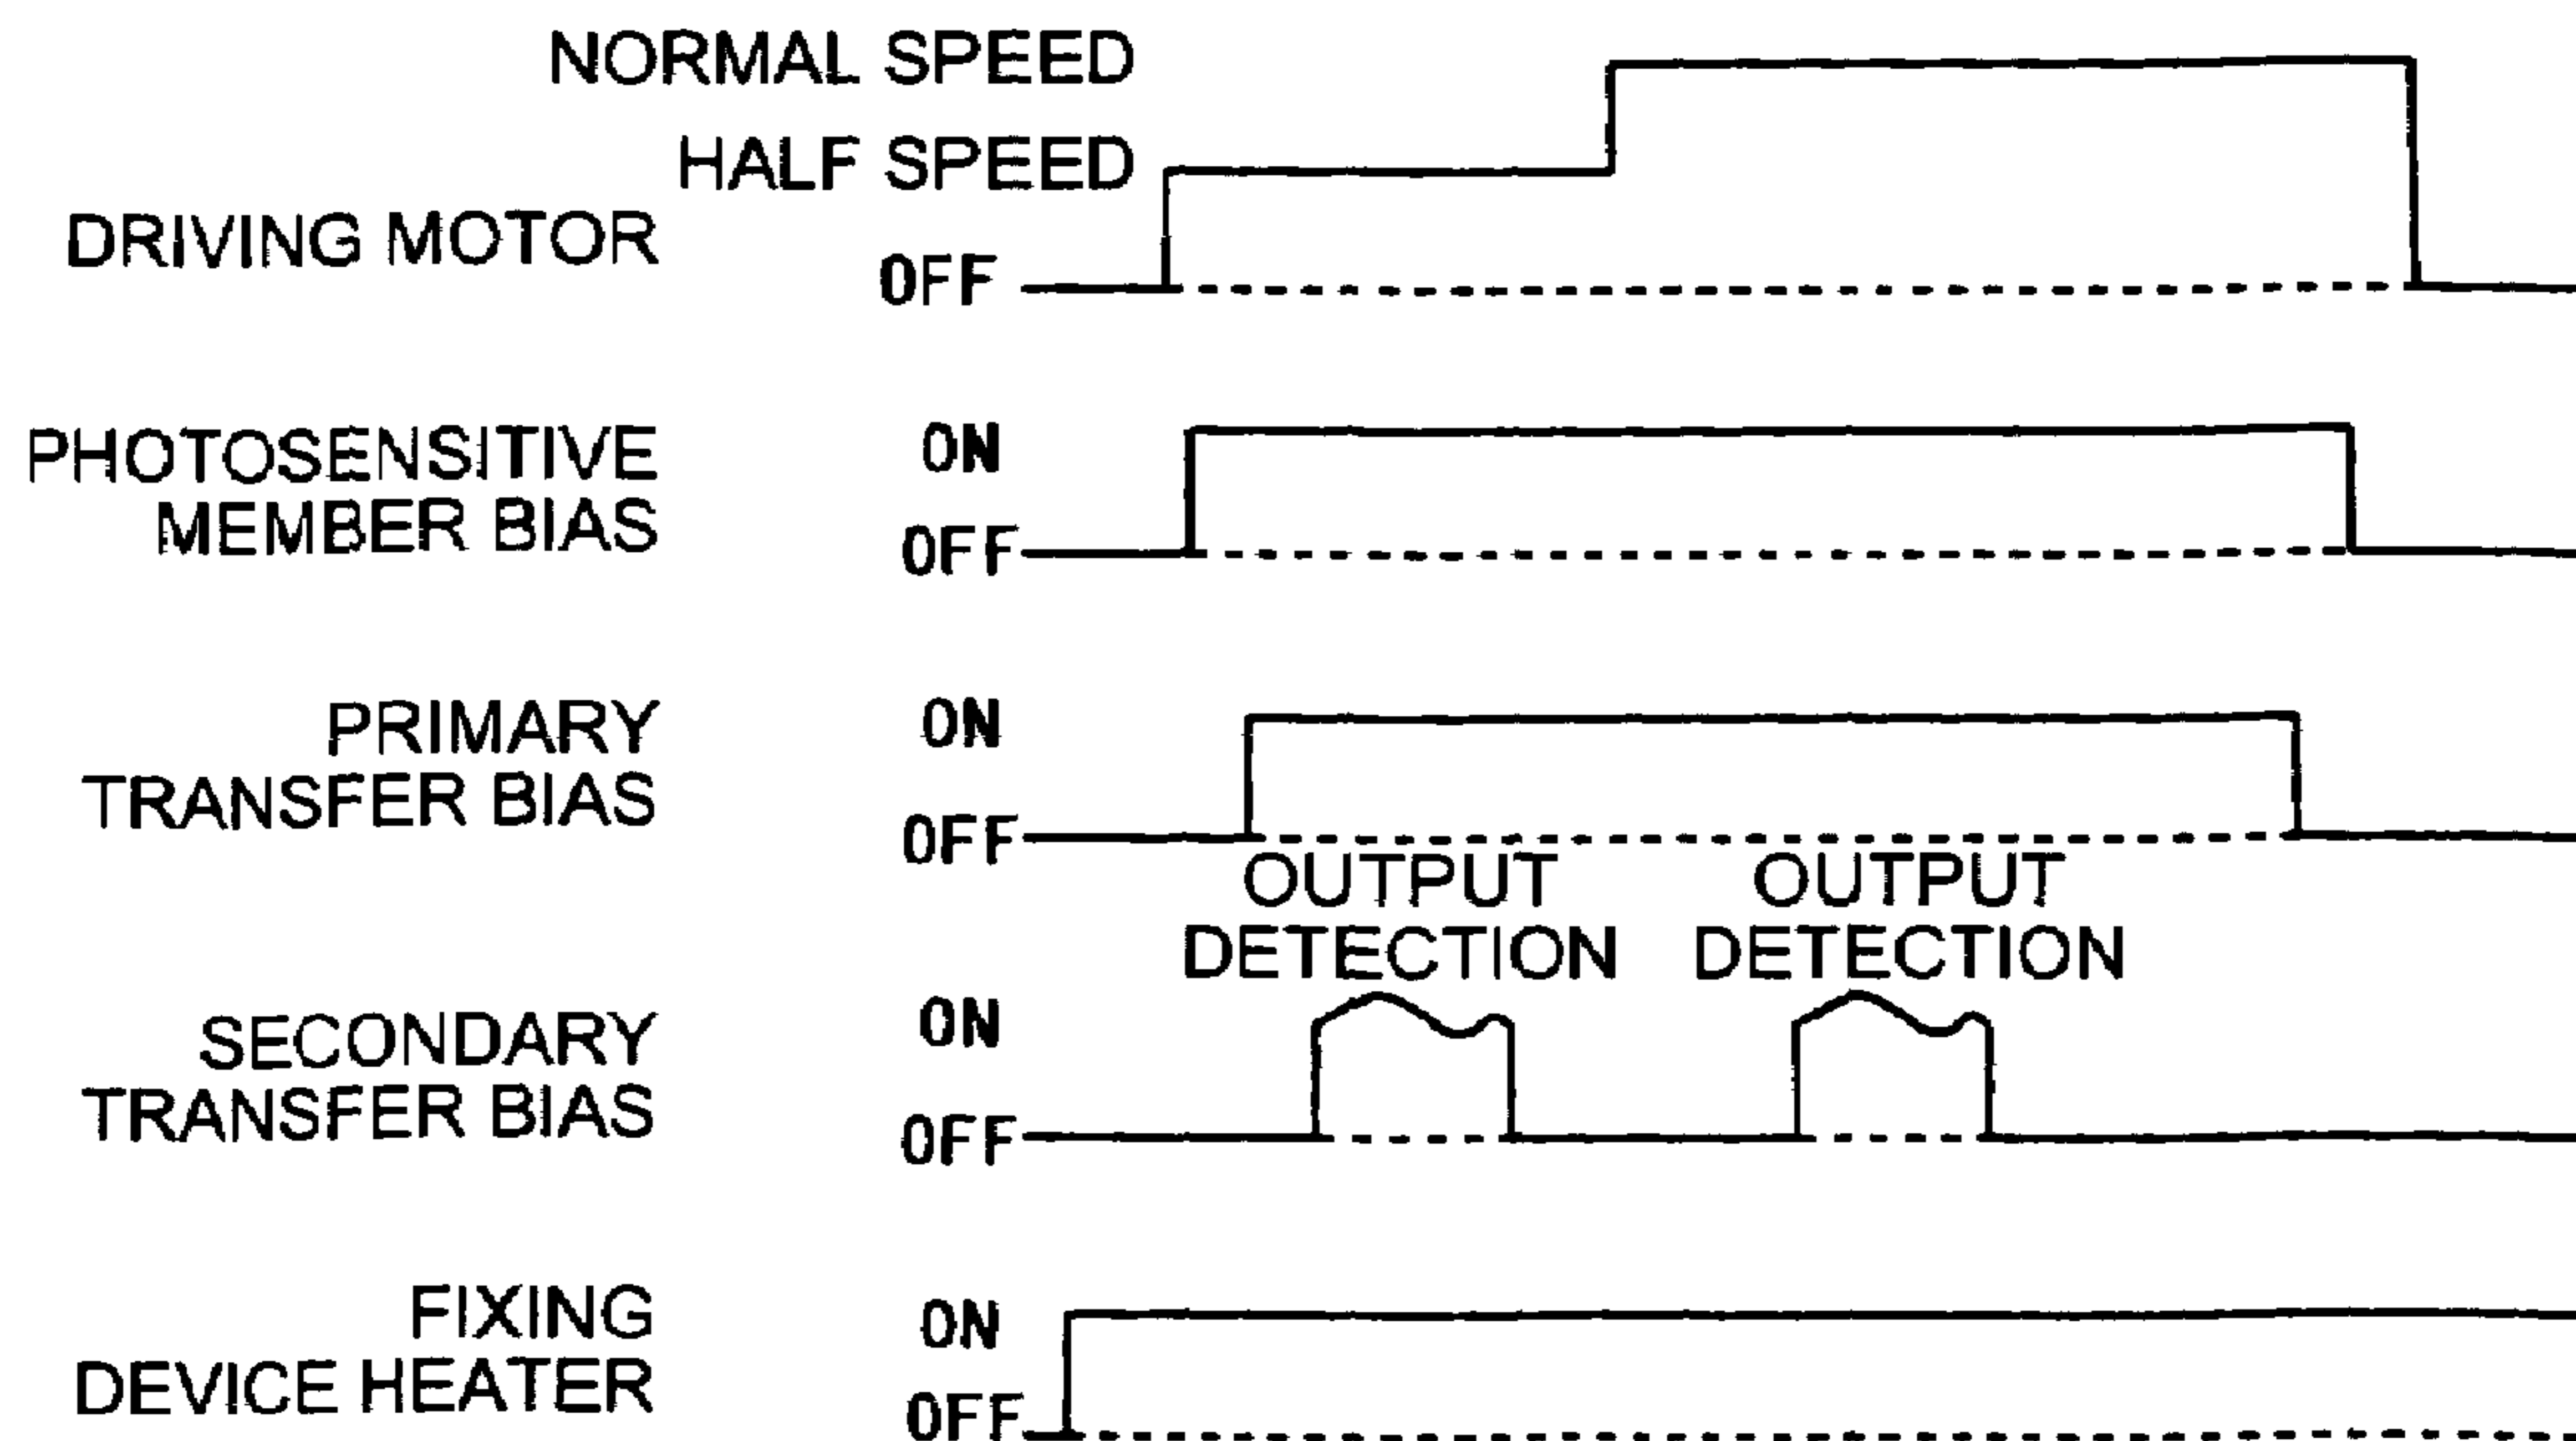 NORMAL SPEED
HALF SPEED
DRIVING MOTOR
OFF
PHOTOSENSITIVE
MEMBER BIAS
ON
OFF
PRIMARY
TRANSFER BIAS
ON
OFF
OUTPUT
DETECTION
OUTPUT
DETECTION
SECONDARY
TRANSFER BIAS
ON
OFF
FIXING
DEVICE HEATER
ON
OFF